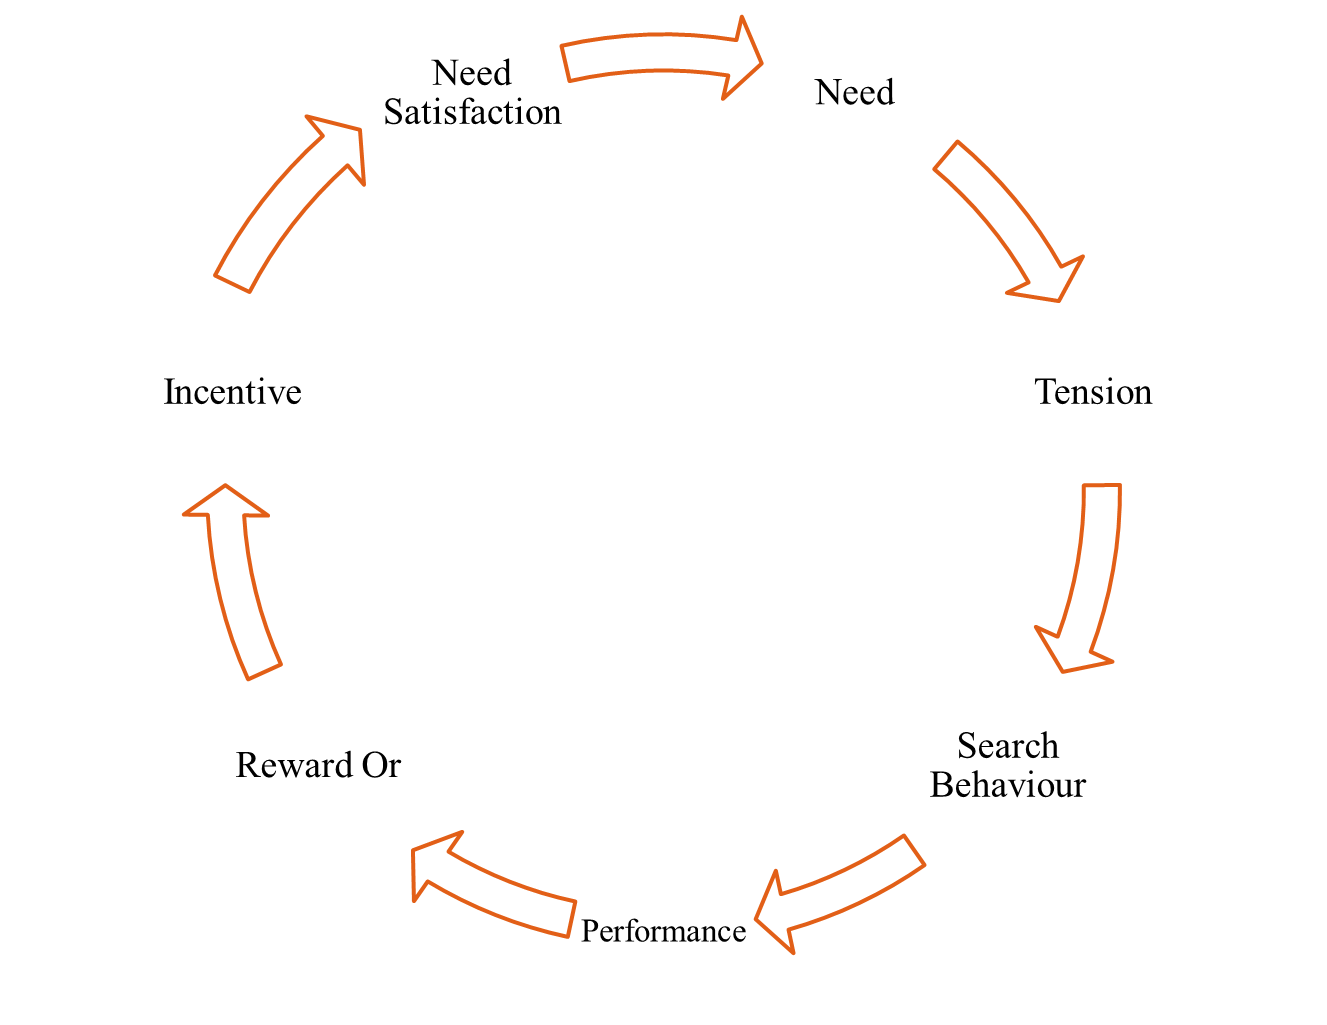 Need
Satisfaction
Need
Tension
Search
Behaviour
Performance
Reward Or
Incentive